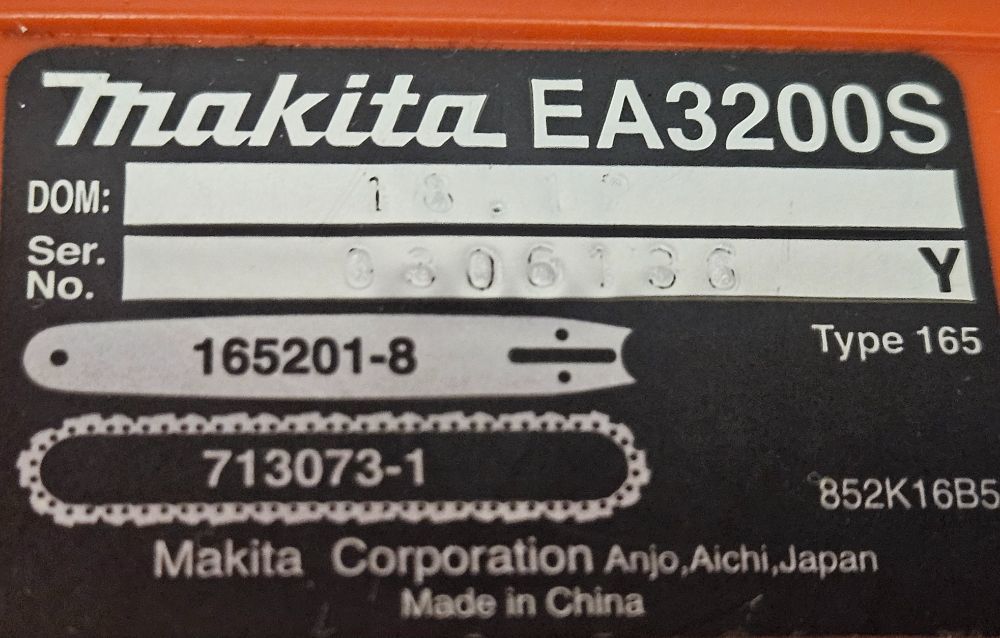 makita EA3200S
DOM: 18.12
Ser. No. 0306136 Y
165201-8
Type 165
713073-1
852K16B5
Makita Corporation Anjo,Aichi,Japan
Made in China